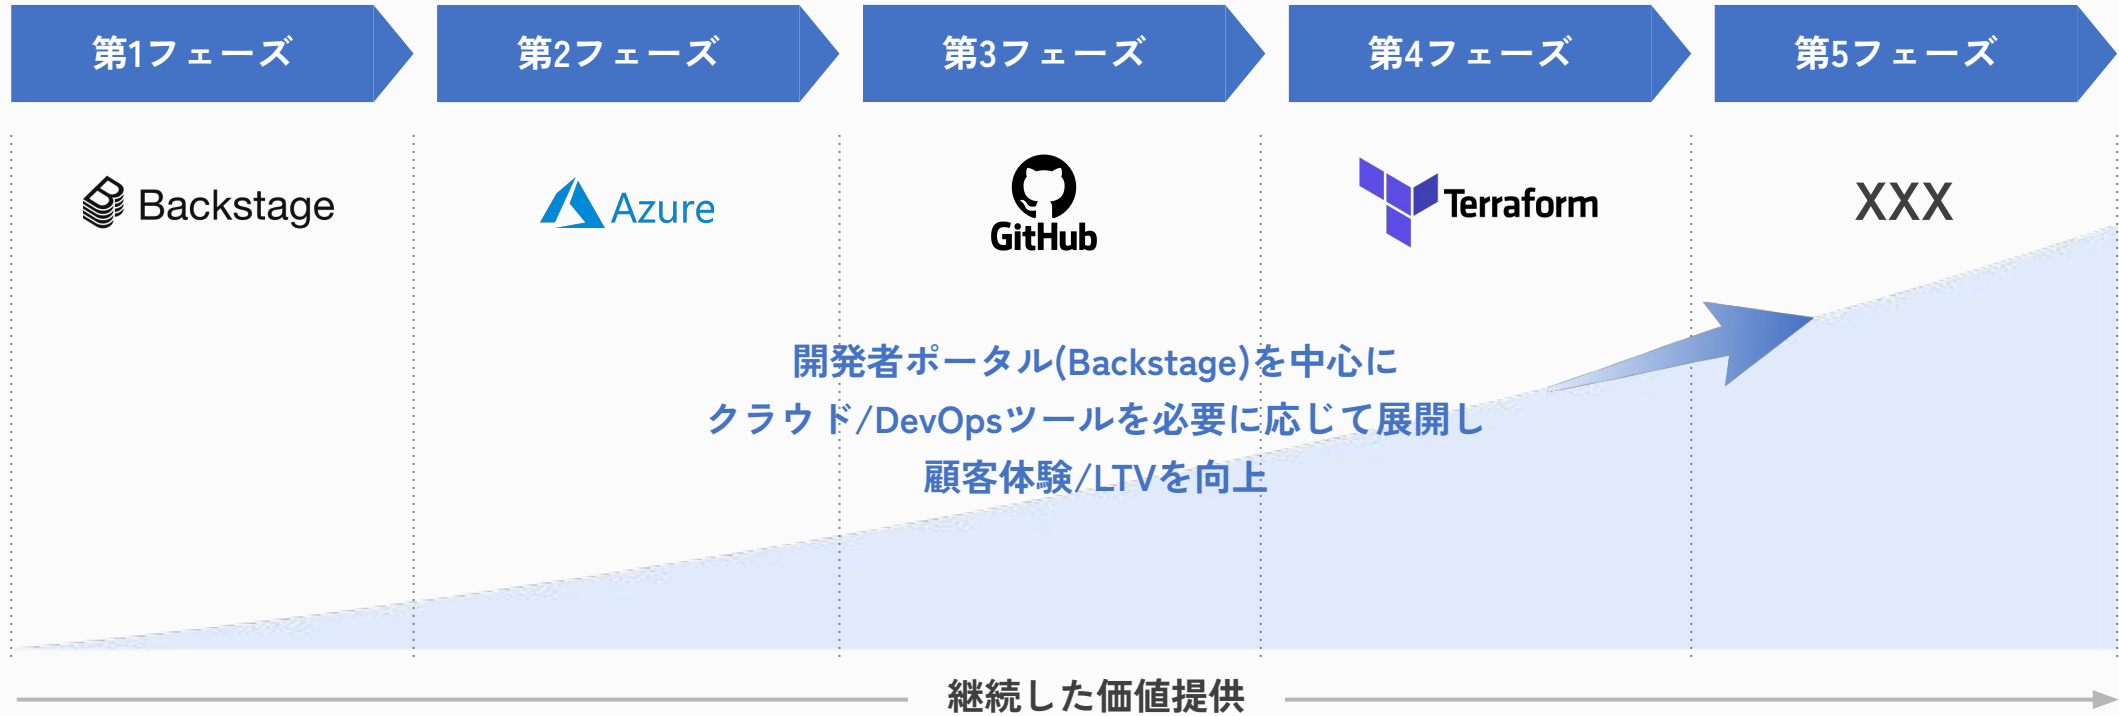 第1フェーズ
第2フェーズ
第3フェーズ
第4フェーズ
第5フェーズ
Backstage
Azure
GitHub
Terraform
XXX
開発者ポータル(Backstage)を中心に
クラウド/DevOpsツールを必要に応じて展開し
顧客体験/LTVを向上
継続した価値提供